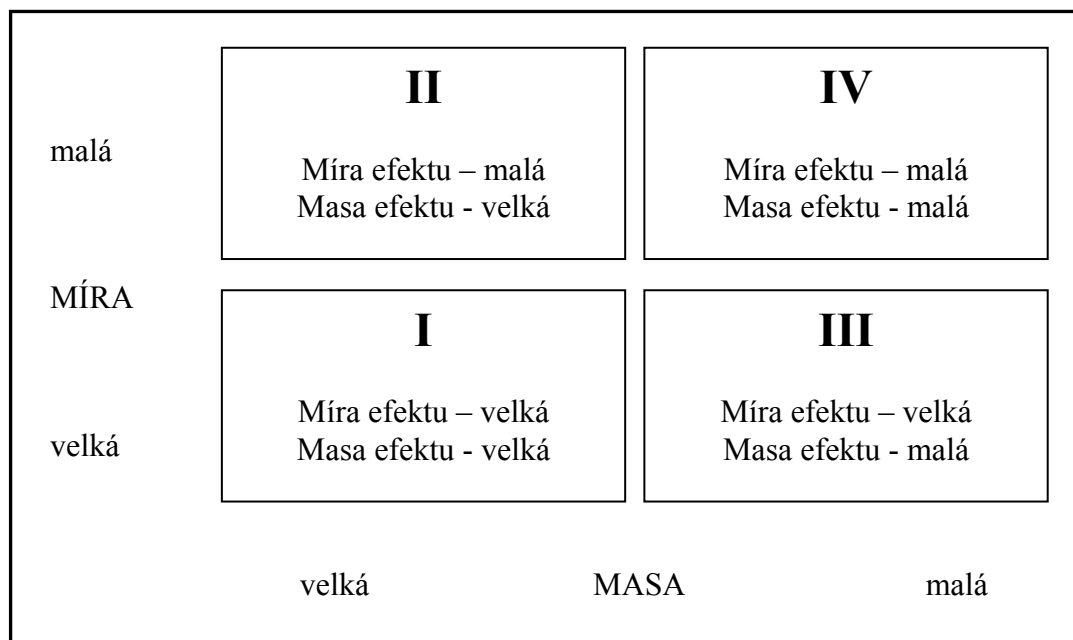 II
IV
malá
Míra efektu – malá
Masa efektu - velká
Míra efektu – malá
Masa efektu - malá
MÍRA
I
III
velká
Míra efektu – velká
Masa efektu - velká
Míra efektu – velká
Masa efektu - malá
velká
MASA
malá